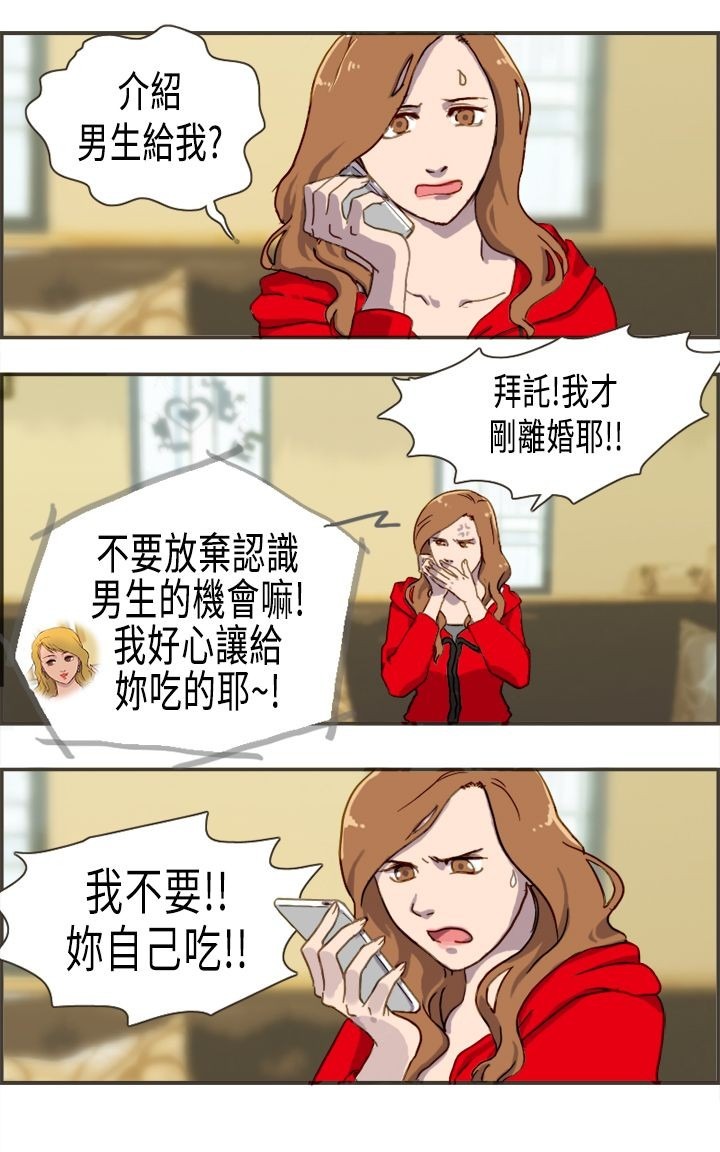 介紹
男生給我?
拜託!我才
剛離婚耶!!
不要放棄認識
男生的機會嘛!
我好心讓給
妳吃的耶~!
我不要!!
妳自己吃!!